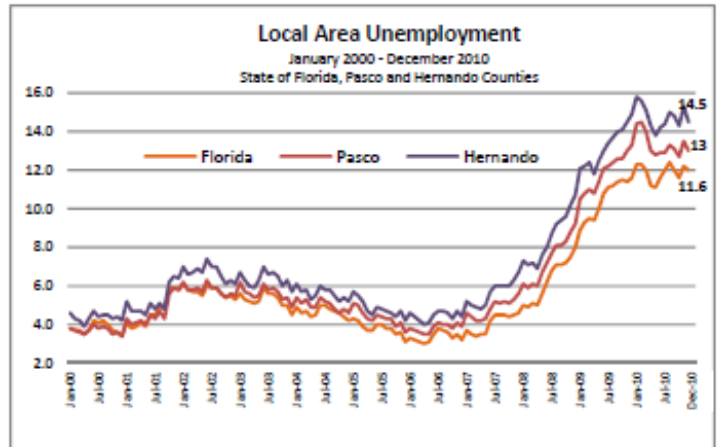 Local Area Unemployment
January 2000 - December 2010
State of Florida, Pasco and Hernando Counties
16.0
14.0
12.0
10.0
8.0
6.0
4.0
2.0
Florida Pasco Hernando
14.5
13
11.6
Jan-00 Jul-00 Jan-01 Jul-01 Jan-02 Jul-02 Jan-03 Jul-03 Jan-04 Jul-04 Jan-05 Jul-05 Jan-06 Jul-06 Jan-07 Jul-07 Jan-08 Jul-08 Jan-09 Jul-09 Jan-10 Jul-10 Dec-10